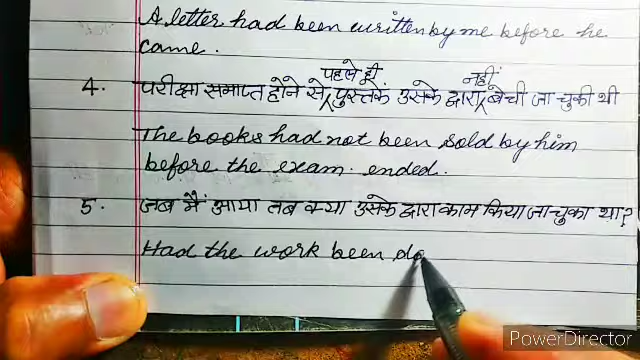 A letter had been written by me before he
came.
पहले ही नहीं
4. परीक्षा समाप्त होने से पुस्तकें उसके द्वारा बेची जा चुकी थी
The books had not been sold by him
before the exam. ended.
5. जब मैं आया तब क्या उसके द्वारा काम किया जा चुका था?
Had the work been do
PowerDirector